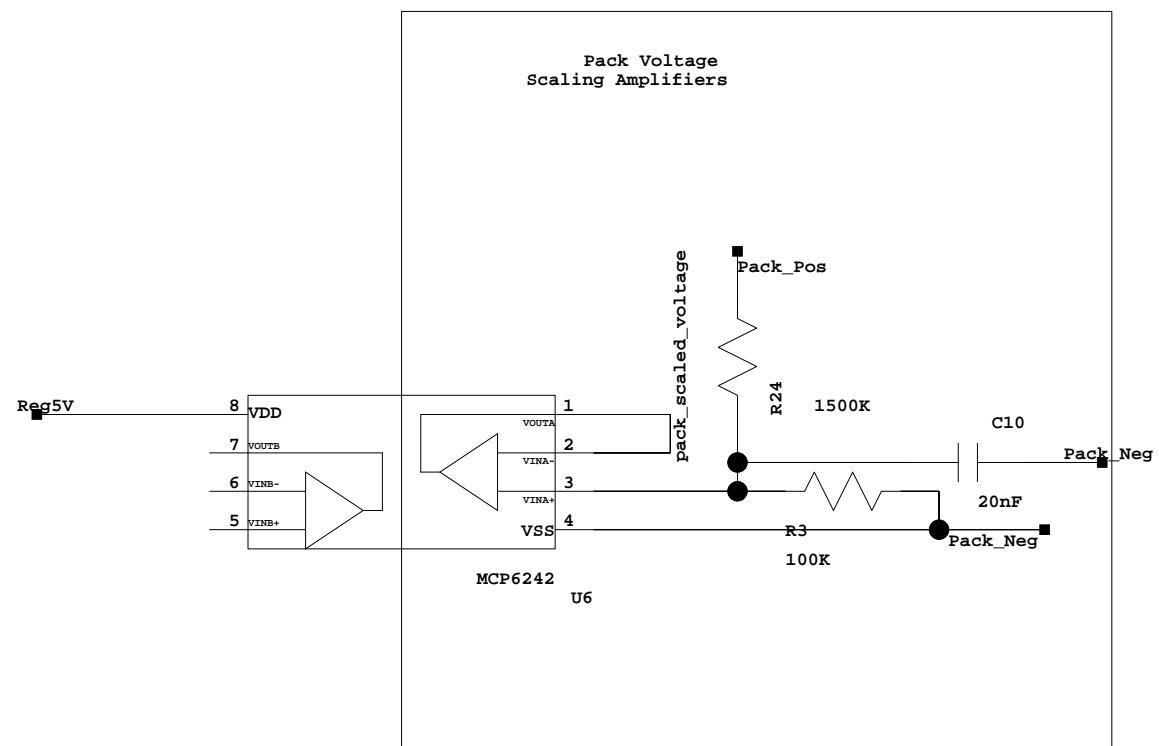 Pack Voltage
Scaling Amplifiers
pack_scaled_voltage
Pack_Pos
R24
1500K
C10
20nF
Pack_Neg
Reg5V
8
VDD
7
VOUTB
6
VINB-
5
VINB+
1
VOUTA
2
VINA-
3
VINA+
4
VSS
R3
100K
Pack_Neg
MCP6242
U6